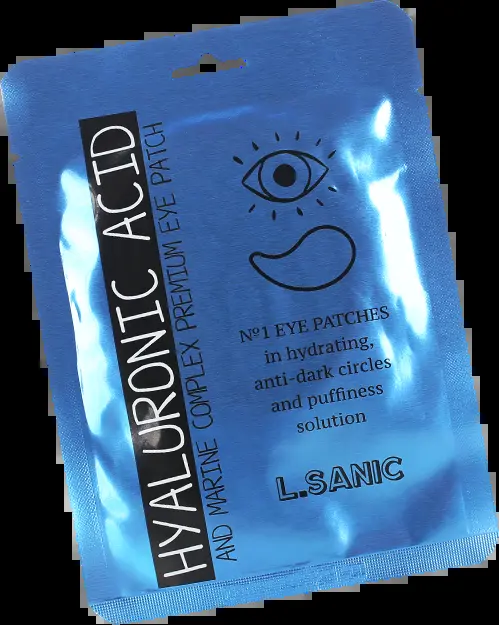 HYALURONIC ACID
AND MARINE COMPLEX PREMIUM EYE PATCH
Nº1 EYE PATCHES
in hydrating,
anti-dark circles
and puffiness
solution
L.SANIC